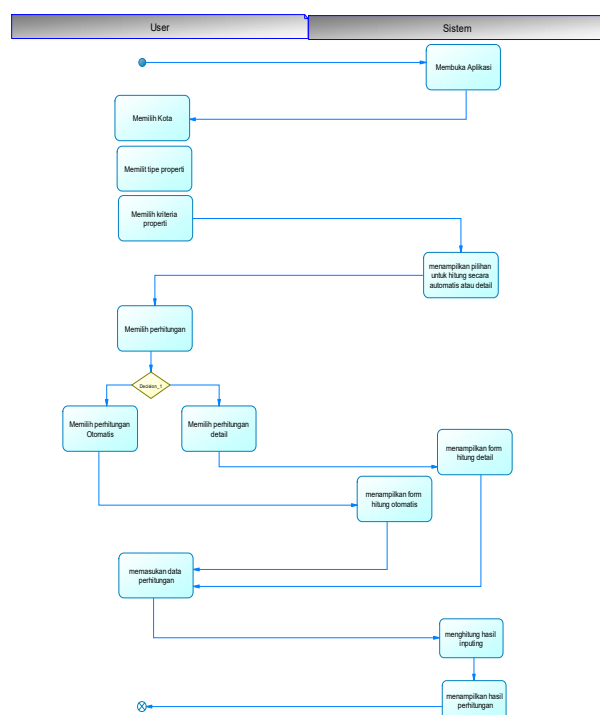 User
Sistem
Membuka Aplikasi
Memilih Kota
Memilit tipe properti
Memilih kriteria
properti
menampilkan pilihan
untuk hitung secara
automatis atau detail
Memilih perhitungan
Decision_1
Memilih perhitungan
Otomatis
Memilih perhitungan
detail
menampilkan form
hitung detail
menampilkan form
hitung otomatis
memasukan data
perhitungan
menghitung hasil
inputing
menampilkan hasil
perhitungan